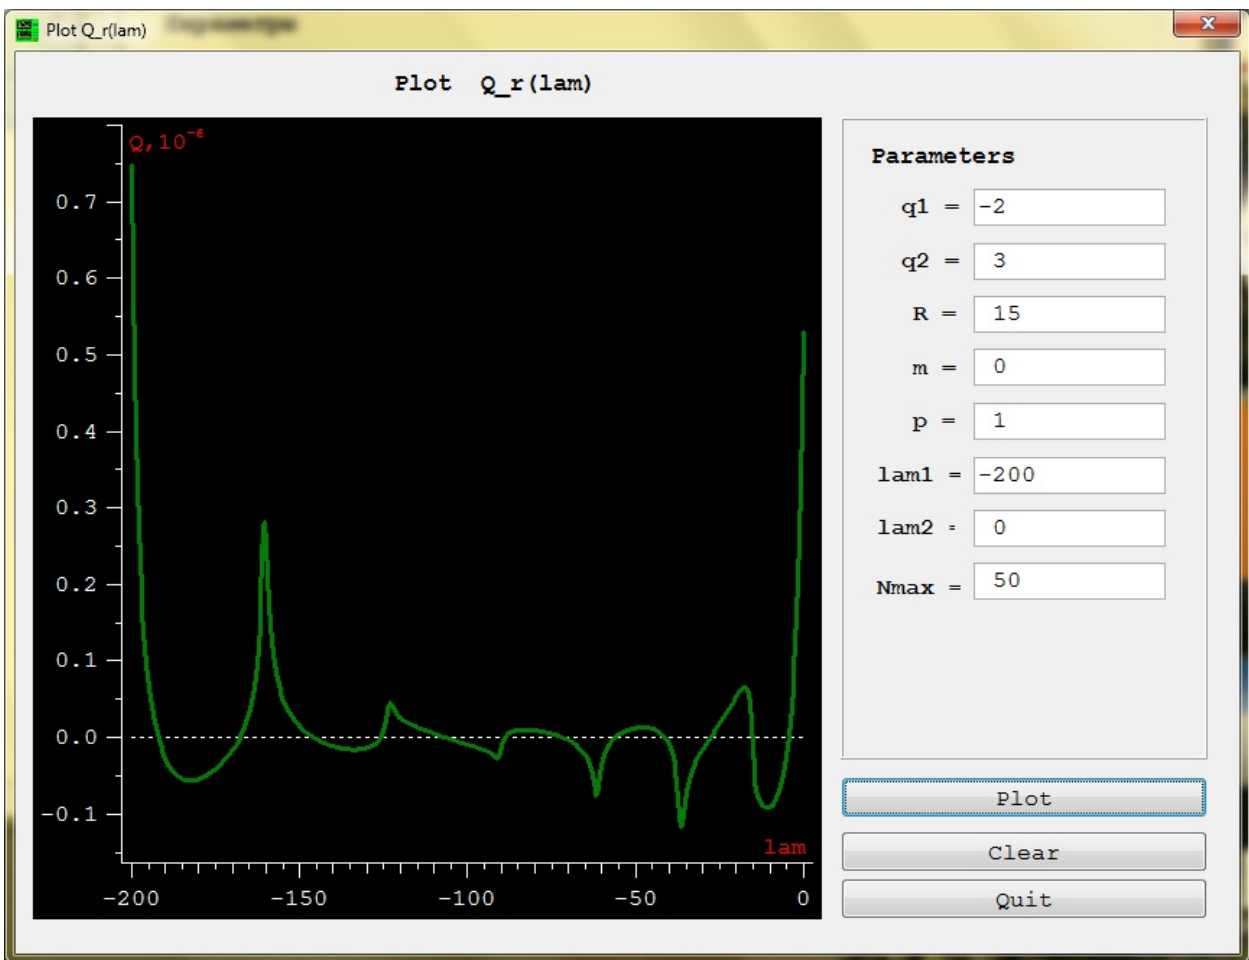 Plot Q_r(lam)
Plot Q_r(lam)
Q,10⁻⁶
0.7
0.6
0.5
0.4
0.3
0.2
0.1
0.0
-0.1
lam
-200 -150 -100 -50 0
Parameters
q1 = -2
q2 = 3
R = 15
m = 0
p = 1
lam1 = -200
lam2 = 0
Nmax = 50
Plot
Clear
Quit